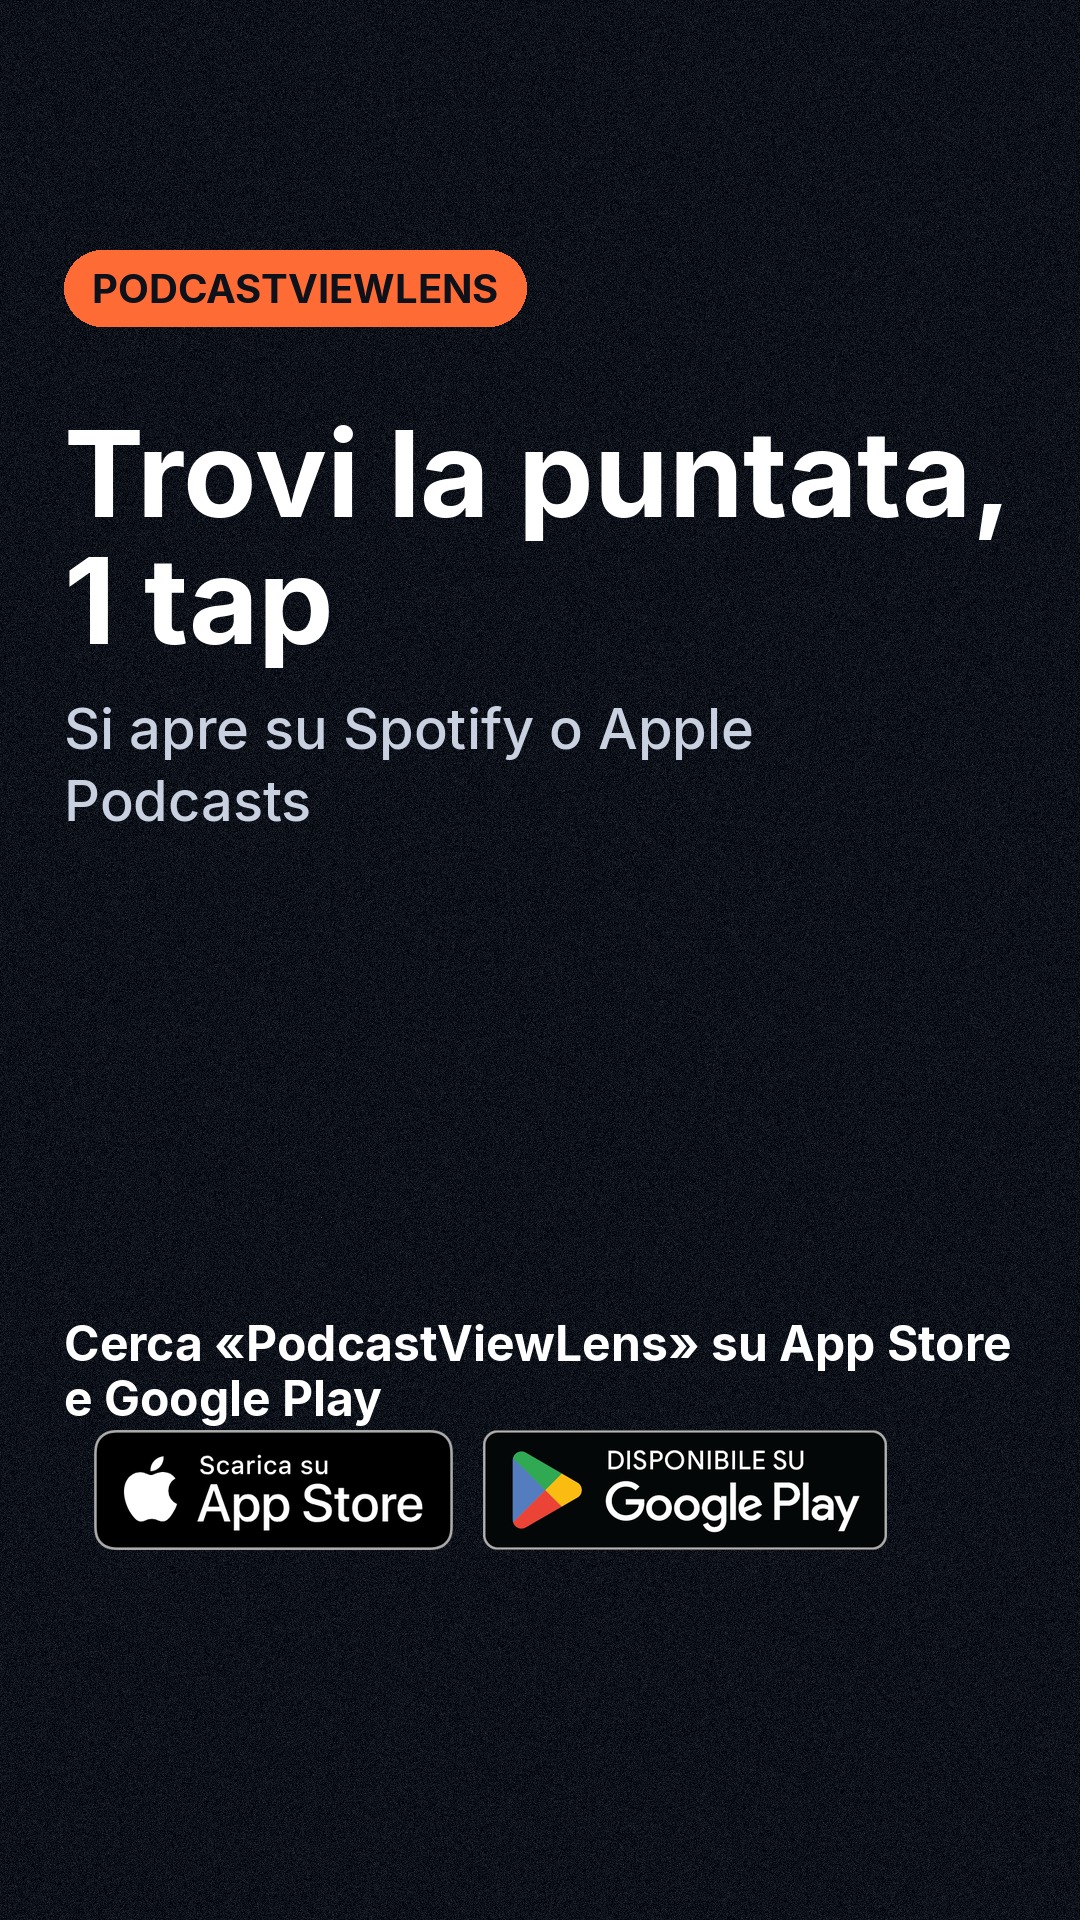 PODCASTVIEWLENS
Trovi la puntata,
1 tap
Si apre su Spotify o Apple
Podcasts
Cerca «PodcastViewLens» su App Store
e Google Play
Scarica su
App Store
DISPONIBILE SU
Google Play